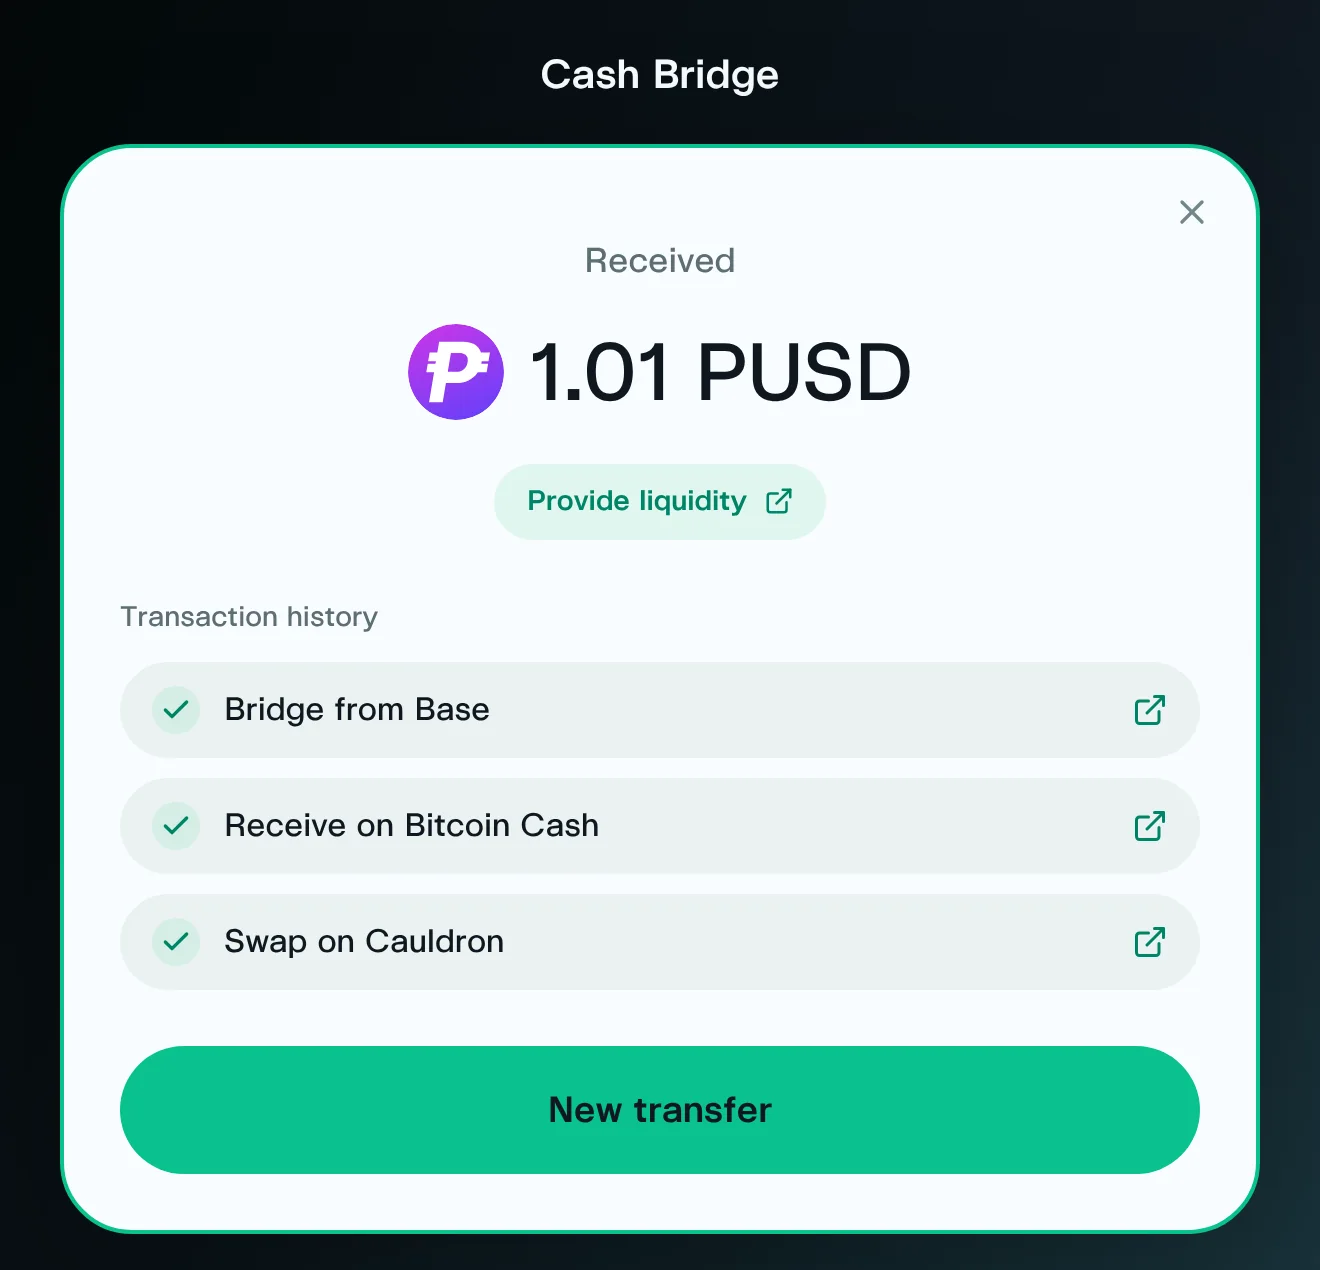 Cash Bridge
Received
1.01 PUSD
Provide liquidity
Transaction history
Bridge from Base
Receive on Bitcoin Cash
Swap on Cauldron
New transfer